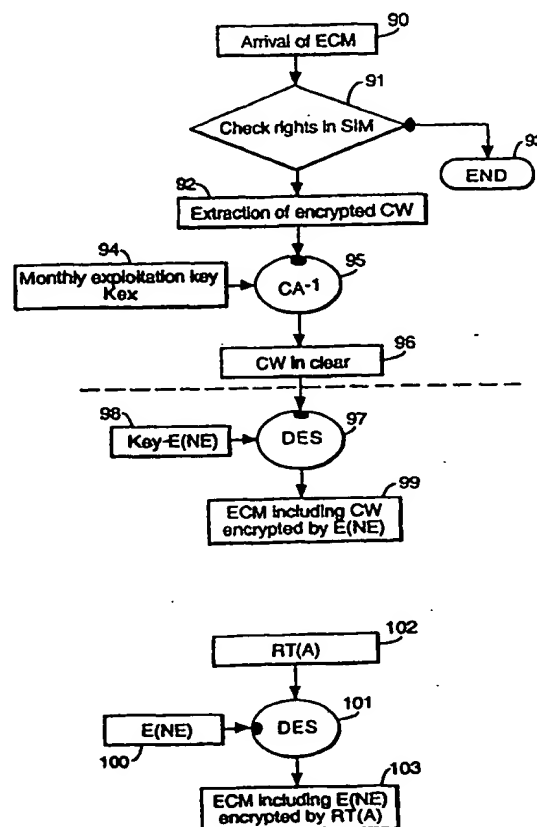 90
Arrival of ECM
91
Check rights in SIM
END
92
Extraction of encrypted CW
94
Monthly exploitation key
Kex
95
CA-1
96
CW in clear
98
Key E(NE)
97
DES
99
ECM including CW
encrypted by E(NE)
102
RT(A)
101
E(NE)
DES
100
103
ECM including E(NE)
encrypted by RT(A)